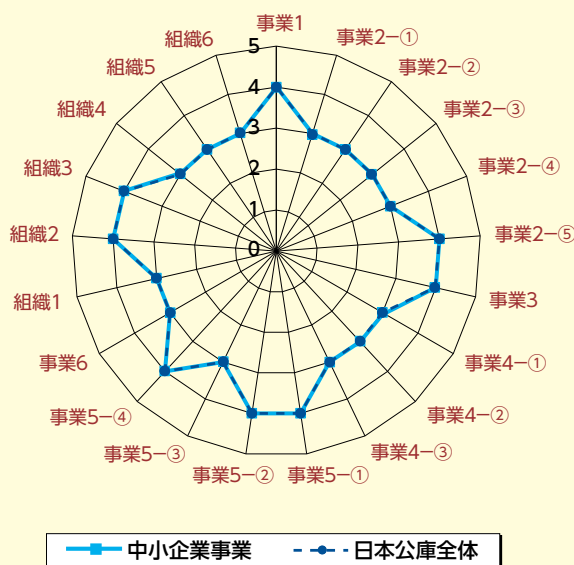 事業1
事業2−①
事業2−②
事業2−③
事業2−④
事業2−⑤
事業3
事業4−①
事業4−②
事業4−③
事業5−①
事業5−②
事業5−③
事業5−④
事業6
組織1
組織2
組織3
組織4
組織5
組織6
5
4
3
2
1
0
中小企業事業 日本公庫全体